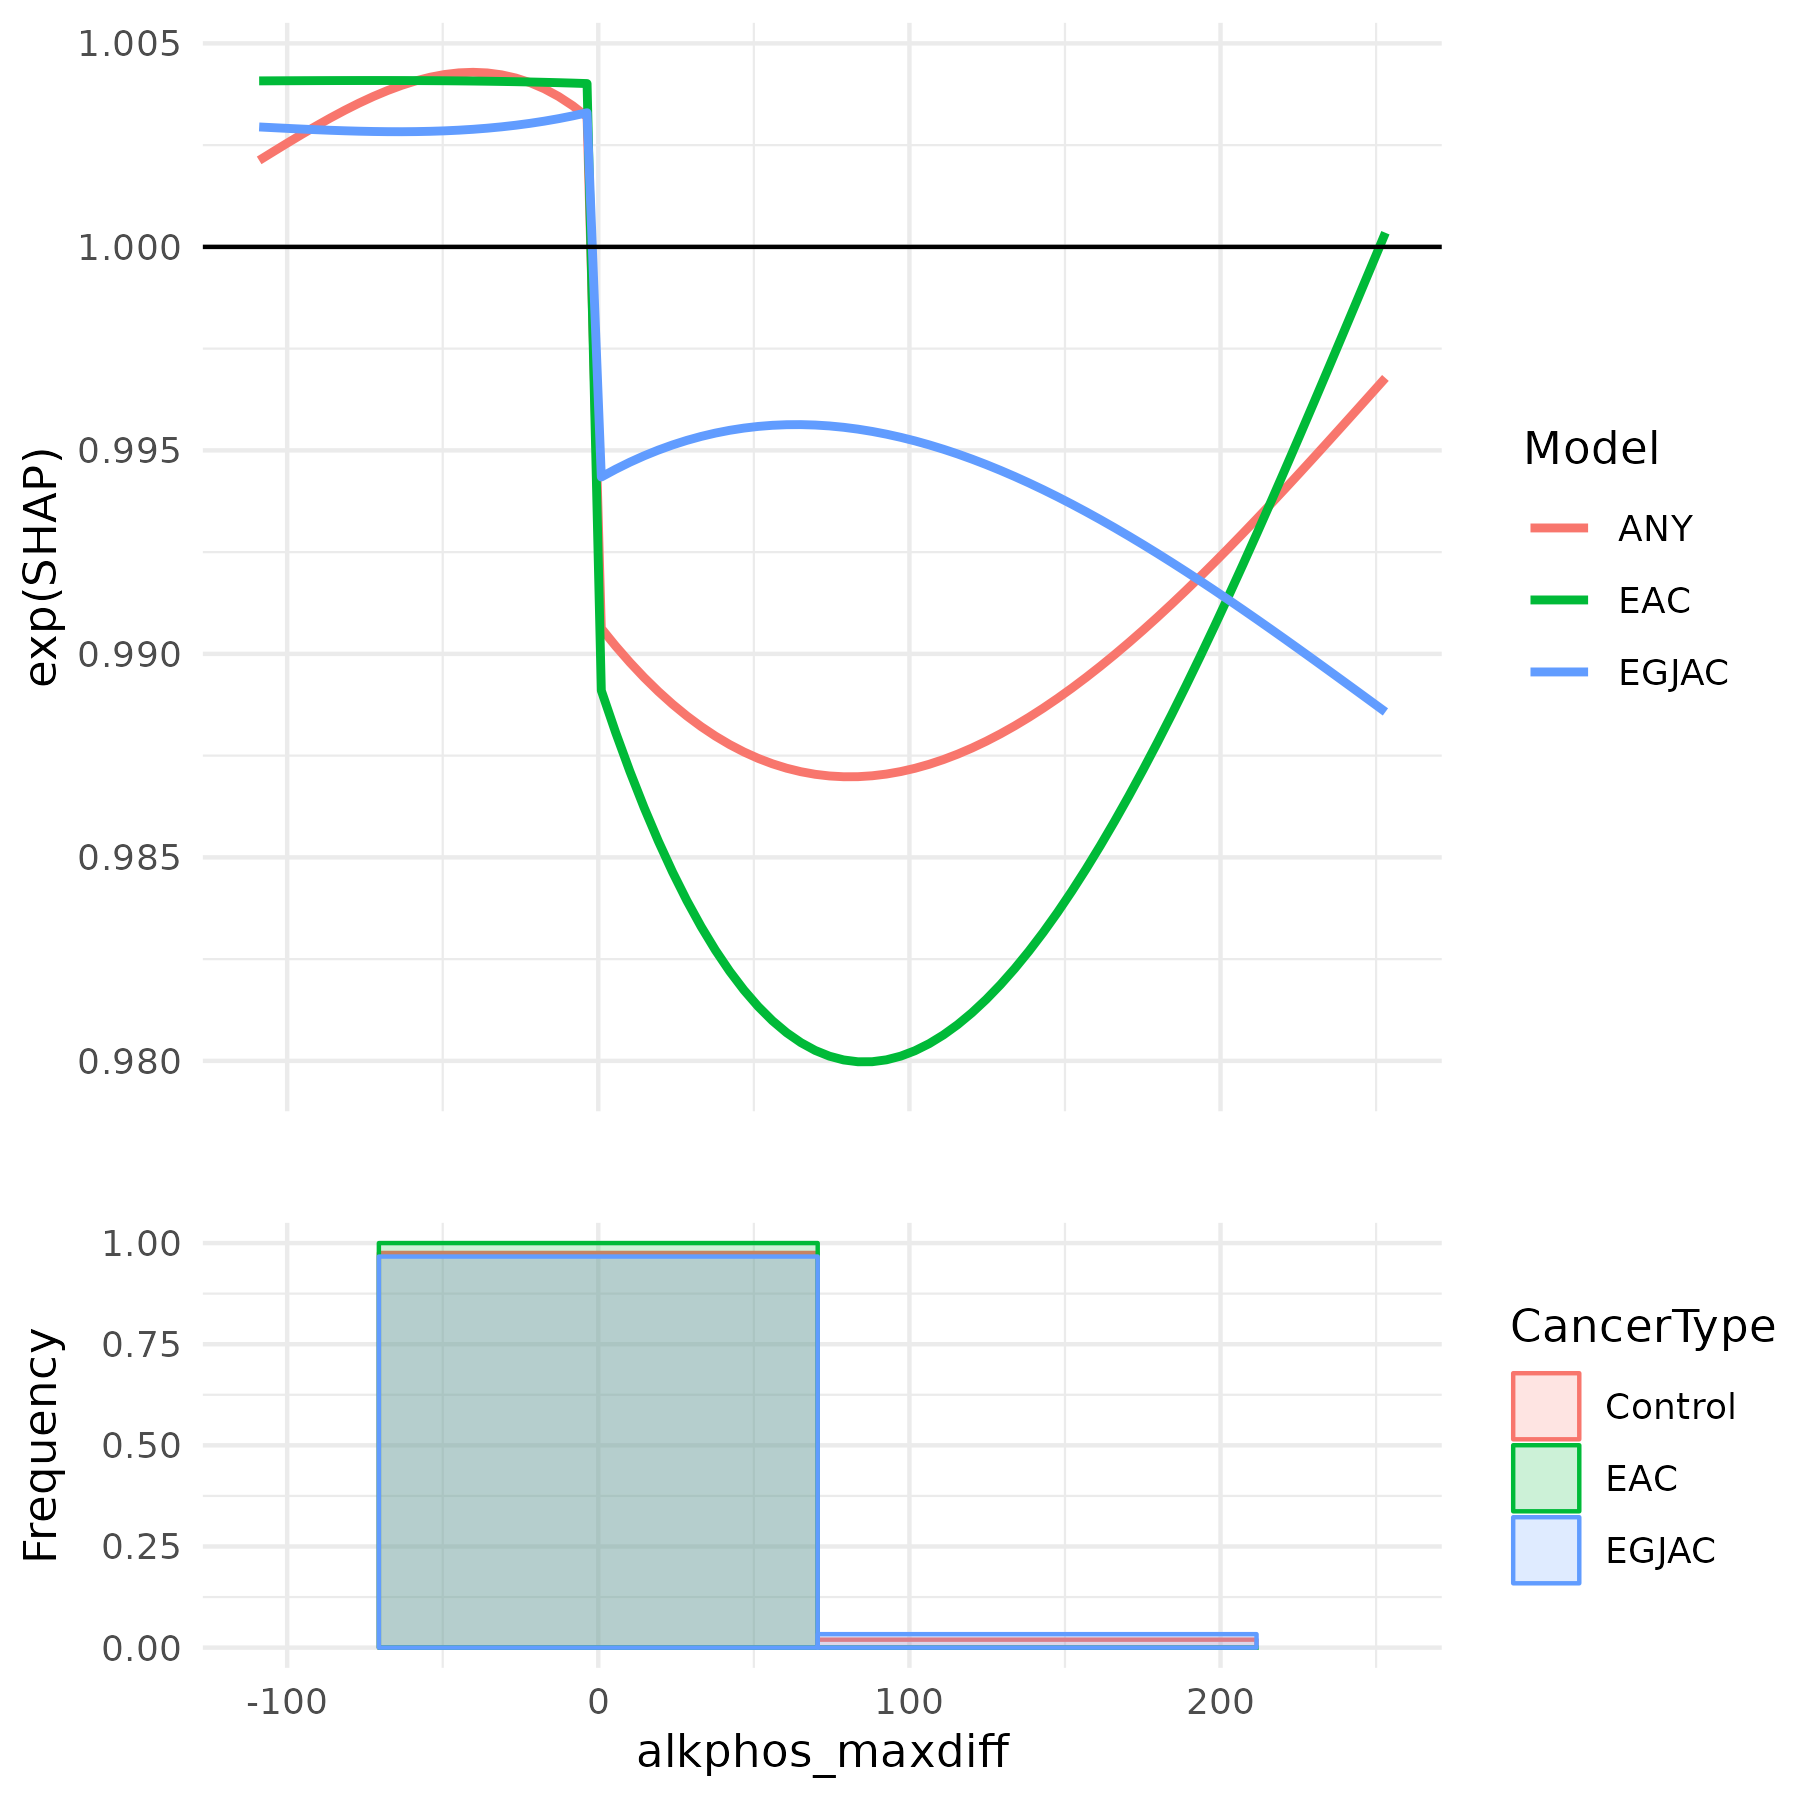 1.005
1.000
0.995
0.990
0.985
0.980
exp(SHAP)
Model
ANY
EAC
EGJAC
1.00
0.75
0.50
0.25
0.00
Frequency
-100 0 100 200
alkphos_maxdiff
CancerType
Control
EAC
EGJAC